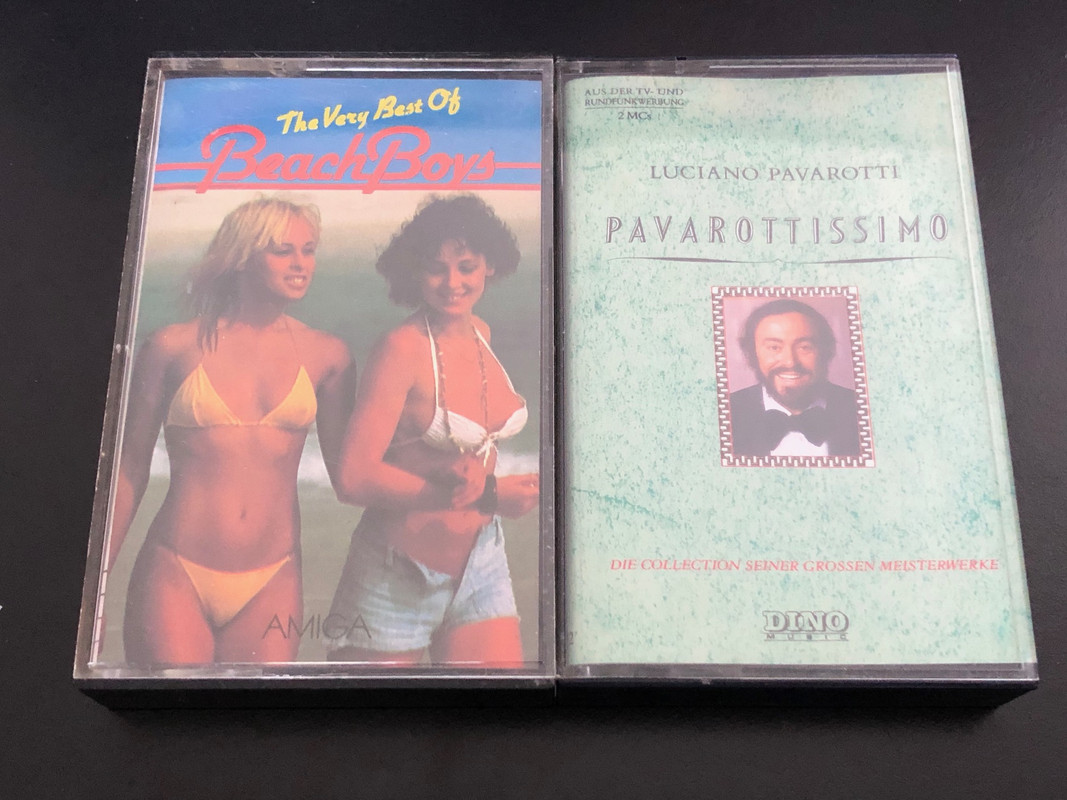 The Very Best Of
Beach Boys
AMIGA
AUS DER TV- UND
RUNDFUNKWERBUNG
2 MCs
LUCIANO PAVAROTTI
PAVAROTTISSIMO
DIE COLLECTION SEINER GROSSEN MEISTERWERKE
DINO
MUSIC